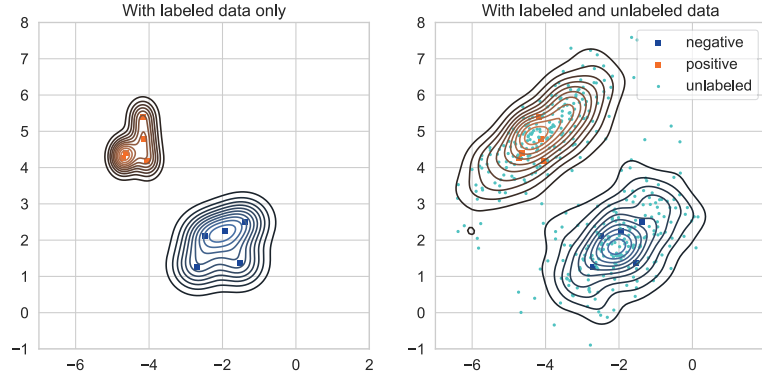 With labeled data only
8
7
6
5
4
3
2
1
0
−1
−6 −4 −2 0 2
With labeled and unlabeled data
8
7
6
5
4
3
2
1
0
−1
−6 −4 −2 0
negative
positive
unlabeled